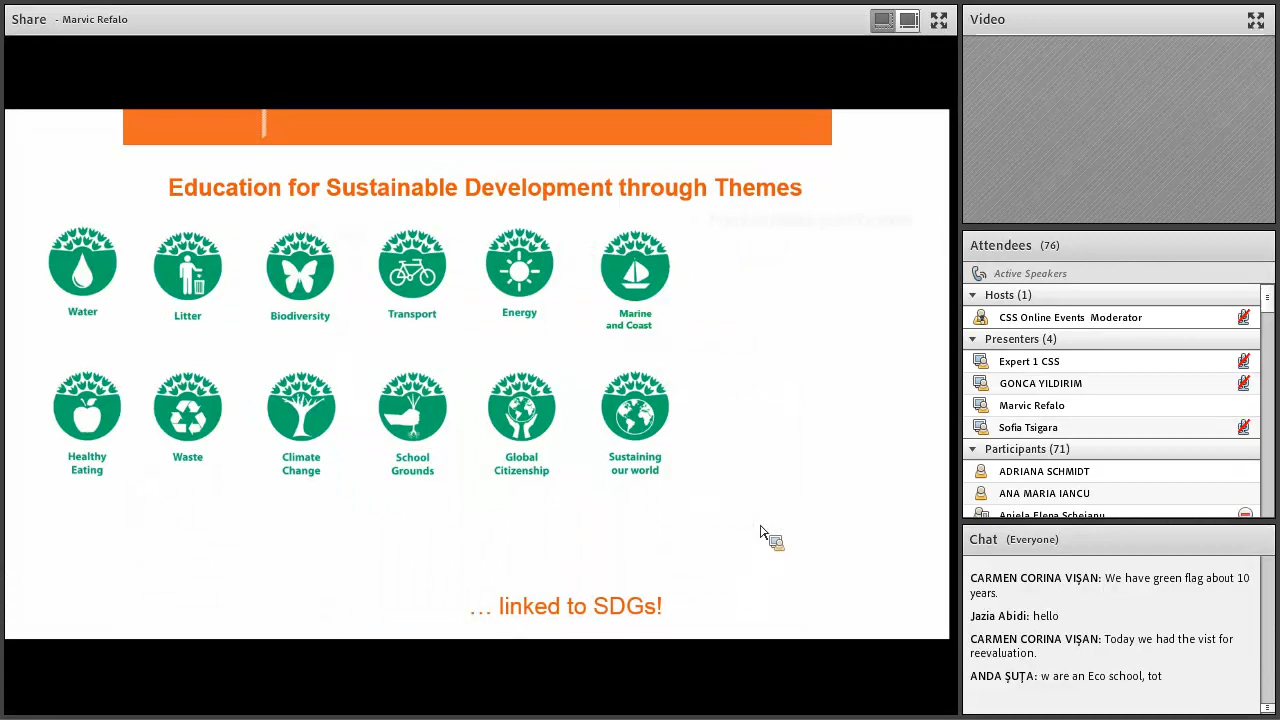 Share - Marvic Refalo
Education for Sustainable Development through Themes
Water
Litter
Biodiversity
Transport
Energy
Marine
and Coast
Healthy
Eating
Waste
Climate
Change
School
Grounds
Global
Citizenship
Sustaining
our world
... linked to SDGs!
Video
Attendees (76)
Active Speakers
Hosts (1)
CSS Online Events Moderator
Presenters (4)
Expert 1 CSS
GONCA YILDIRIM
Marvic Refalo
Sofia Tsigara
Participants (71)
ADRIANA SCHMIDT
ANA MARIA IANCU
Chat (Everyone)
CARMEN CORINA VIŞAN: We have green flag about 10
years.
Jazia Abidi: hello
CARMEN CORINA VIŞAN: Today we had the vist for
reevaluation.
ANDA ŞUŢA: w are an Eco school, tot